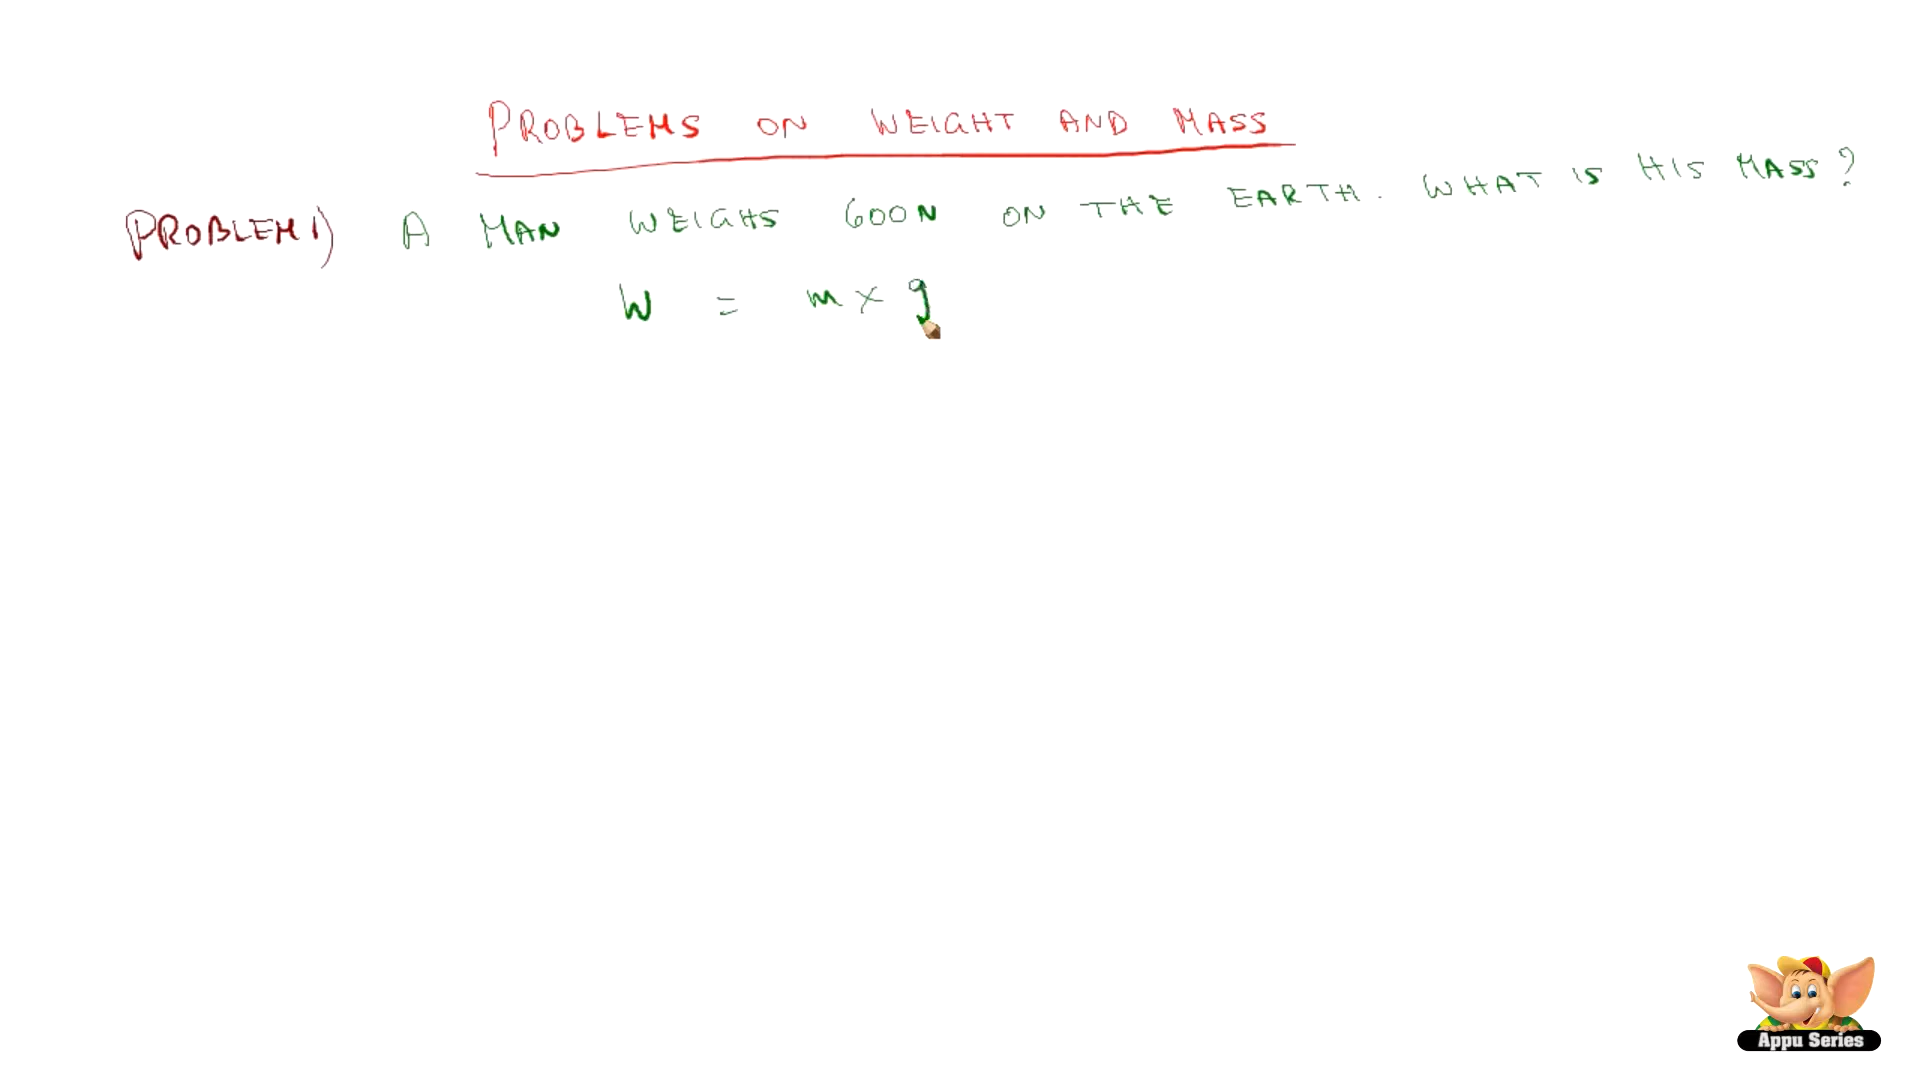 PROBLEMS ON WEIGHT AND MASS
PROBLEM 1) A MAN WEIGHS 600N ON THE EARTH. WHAT IS HIS MASS?
W = m × g
Appu Series